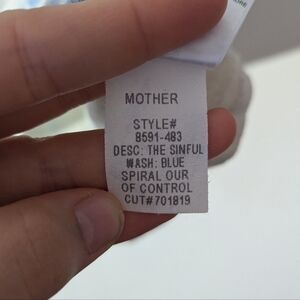 MOTHER
STYLE#
8591-483
DESC: THE SINFUL
WASH: BLUE
SPIRAL OUR
OF CONTROL
CUT#701819